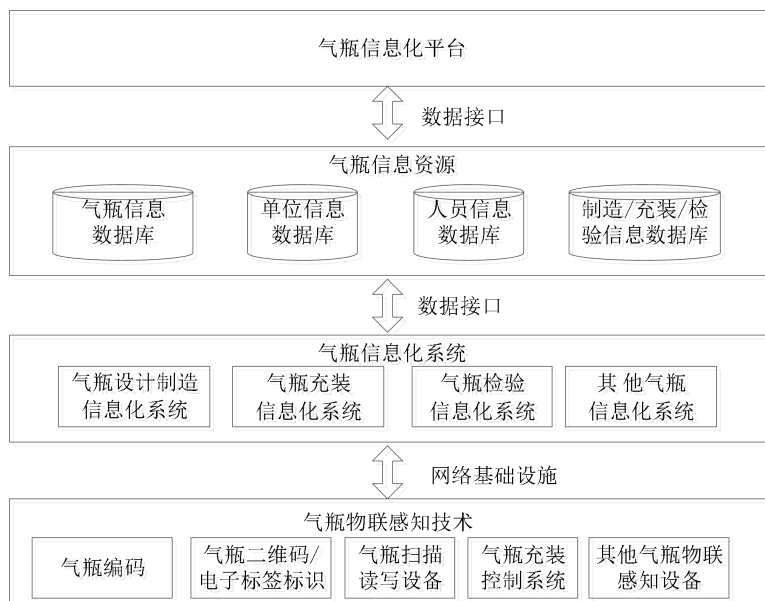 气瓶信息化平台
数据接口
气瓶信息资源
气瓶信息
数据库
单位信息
数据库
人员信息
数据库
制造/充装/检
验信息数据库
数据接口
气瓶信息化系统
气瓶设计制造
信息化系统
气瓶充装
信息化系统
气瓶检验
信息化系统
其他气瓶
信息化系统
网络基础设施
气瓶物联感知技术
气瓶编码
气瓶二维码/
电子标签标识
气瓶扫描
读写设备
气瓶充装
控制系统
其他气瓶物联
感知设备